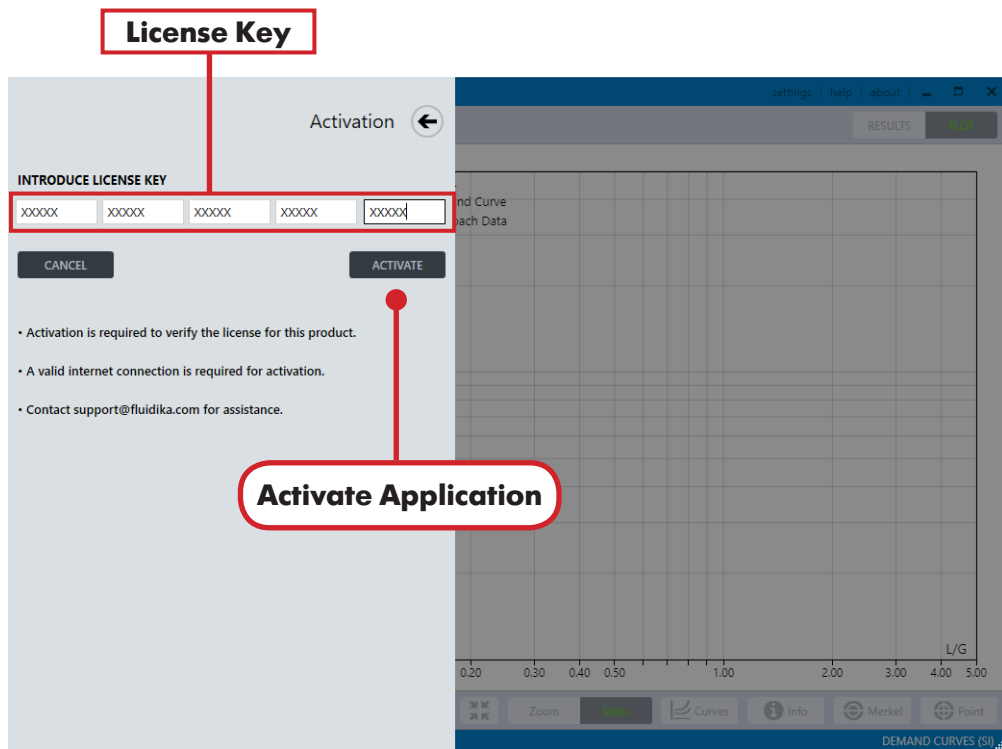 License Key
settings help about
Activation
RESULTS PLOT
INTRODUCE LICENSE KEY
XXXXX XXXXX XXXXX XXXXX XXXXX
nd Curve
ach Data
CANCEL ACTIVATE
• Activation is required to verify the license for this product.
• A valid internet connection is required for activation.
• Contact support@fluidika.com for assistance.
Activate Application
L/G
0.20 0.30 0.40 0.50 1.00 2.00 3.00 4.00 5.00
Zoom Static Curves Info Merkel Point
DEMAND CURVES (SI)